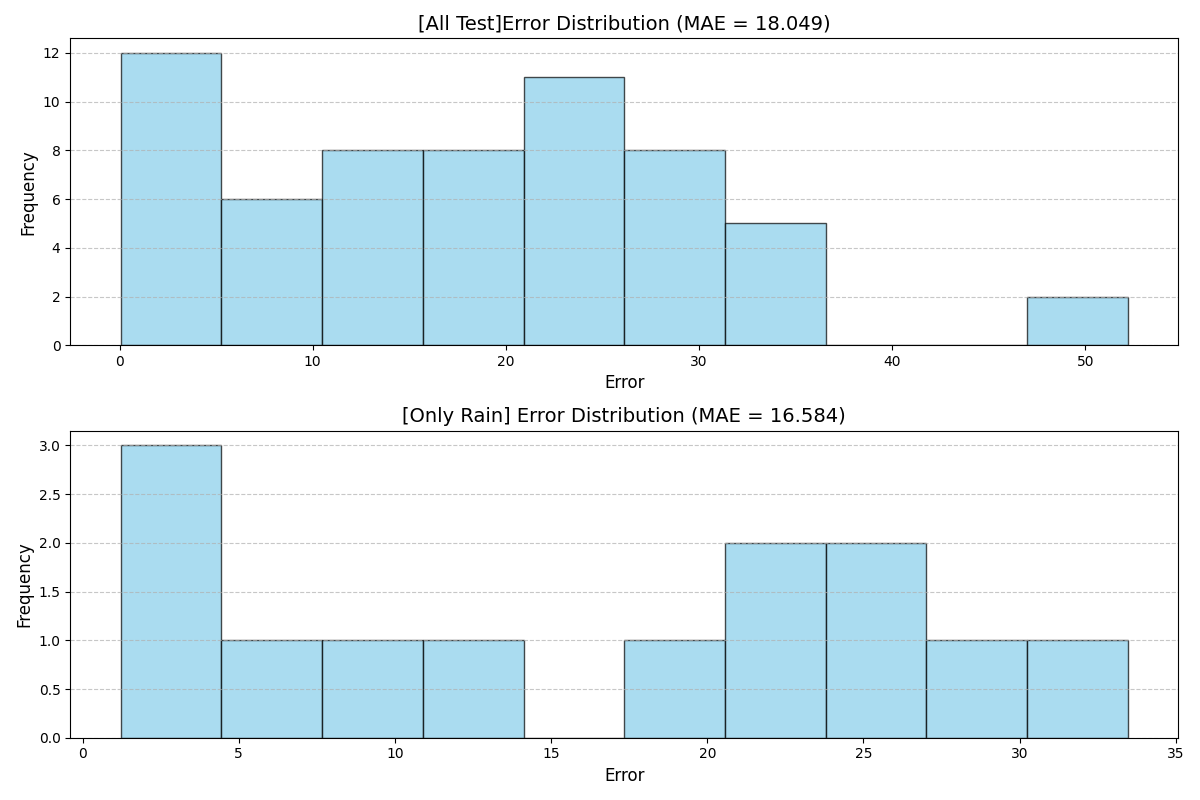 [All Test]Error Distribution (MAE = 18.049)
12
10
8
6
4
2
0
Frequency
0 10 20 30 40 50
Error
[Only Rain] Error Distribution (MAE = 16.584)
3.0
2.5
2.0
1.5
1.0
0.5
0.0
Frequency
0 5 10 15 20 25 30 35
Error